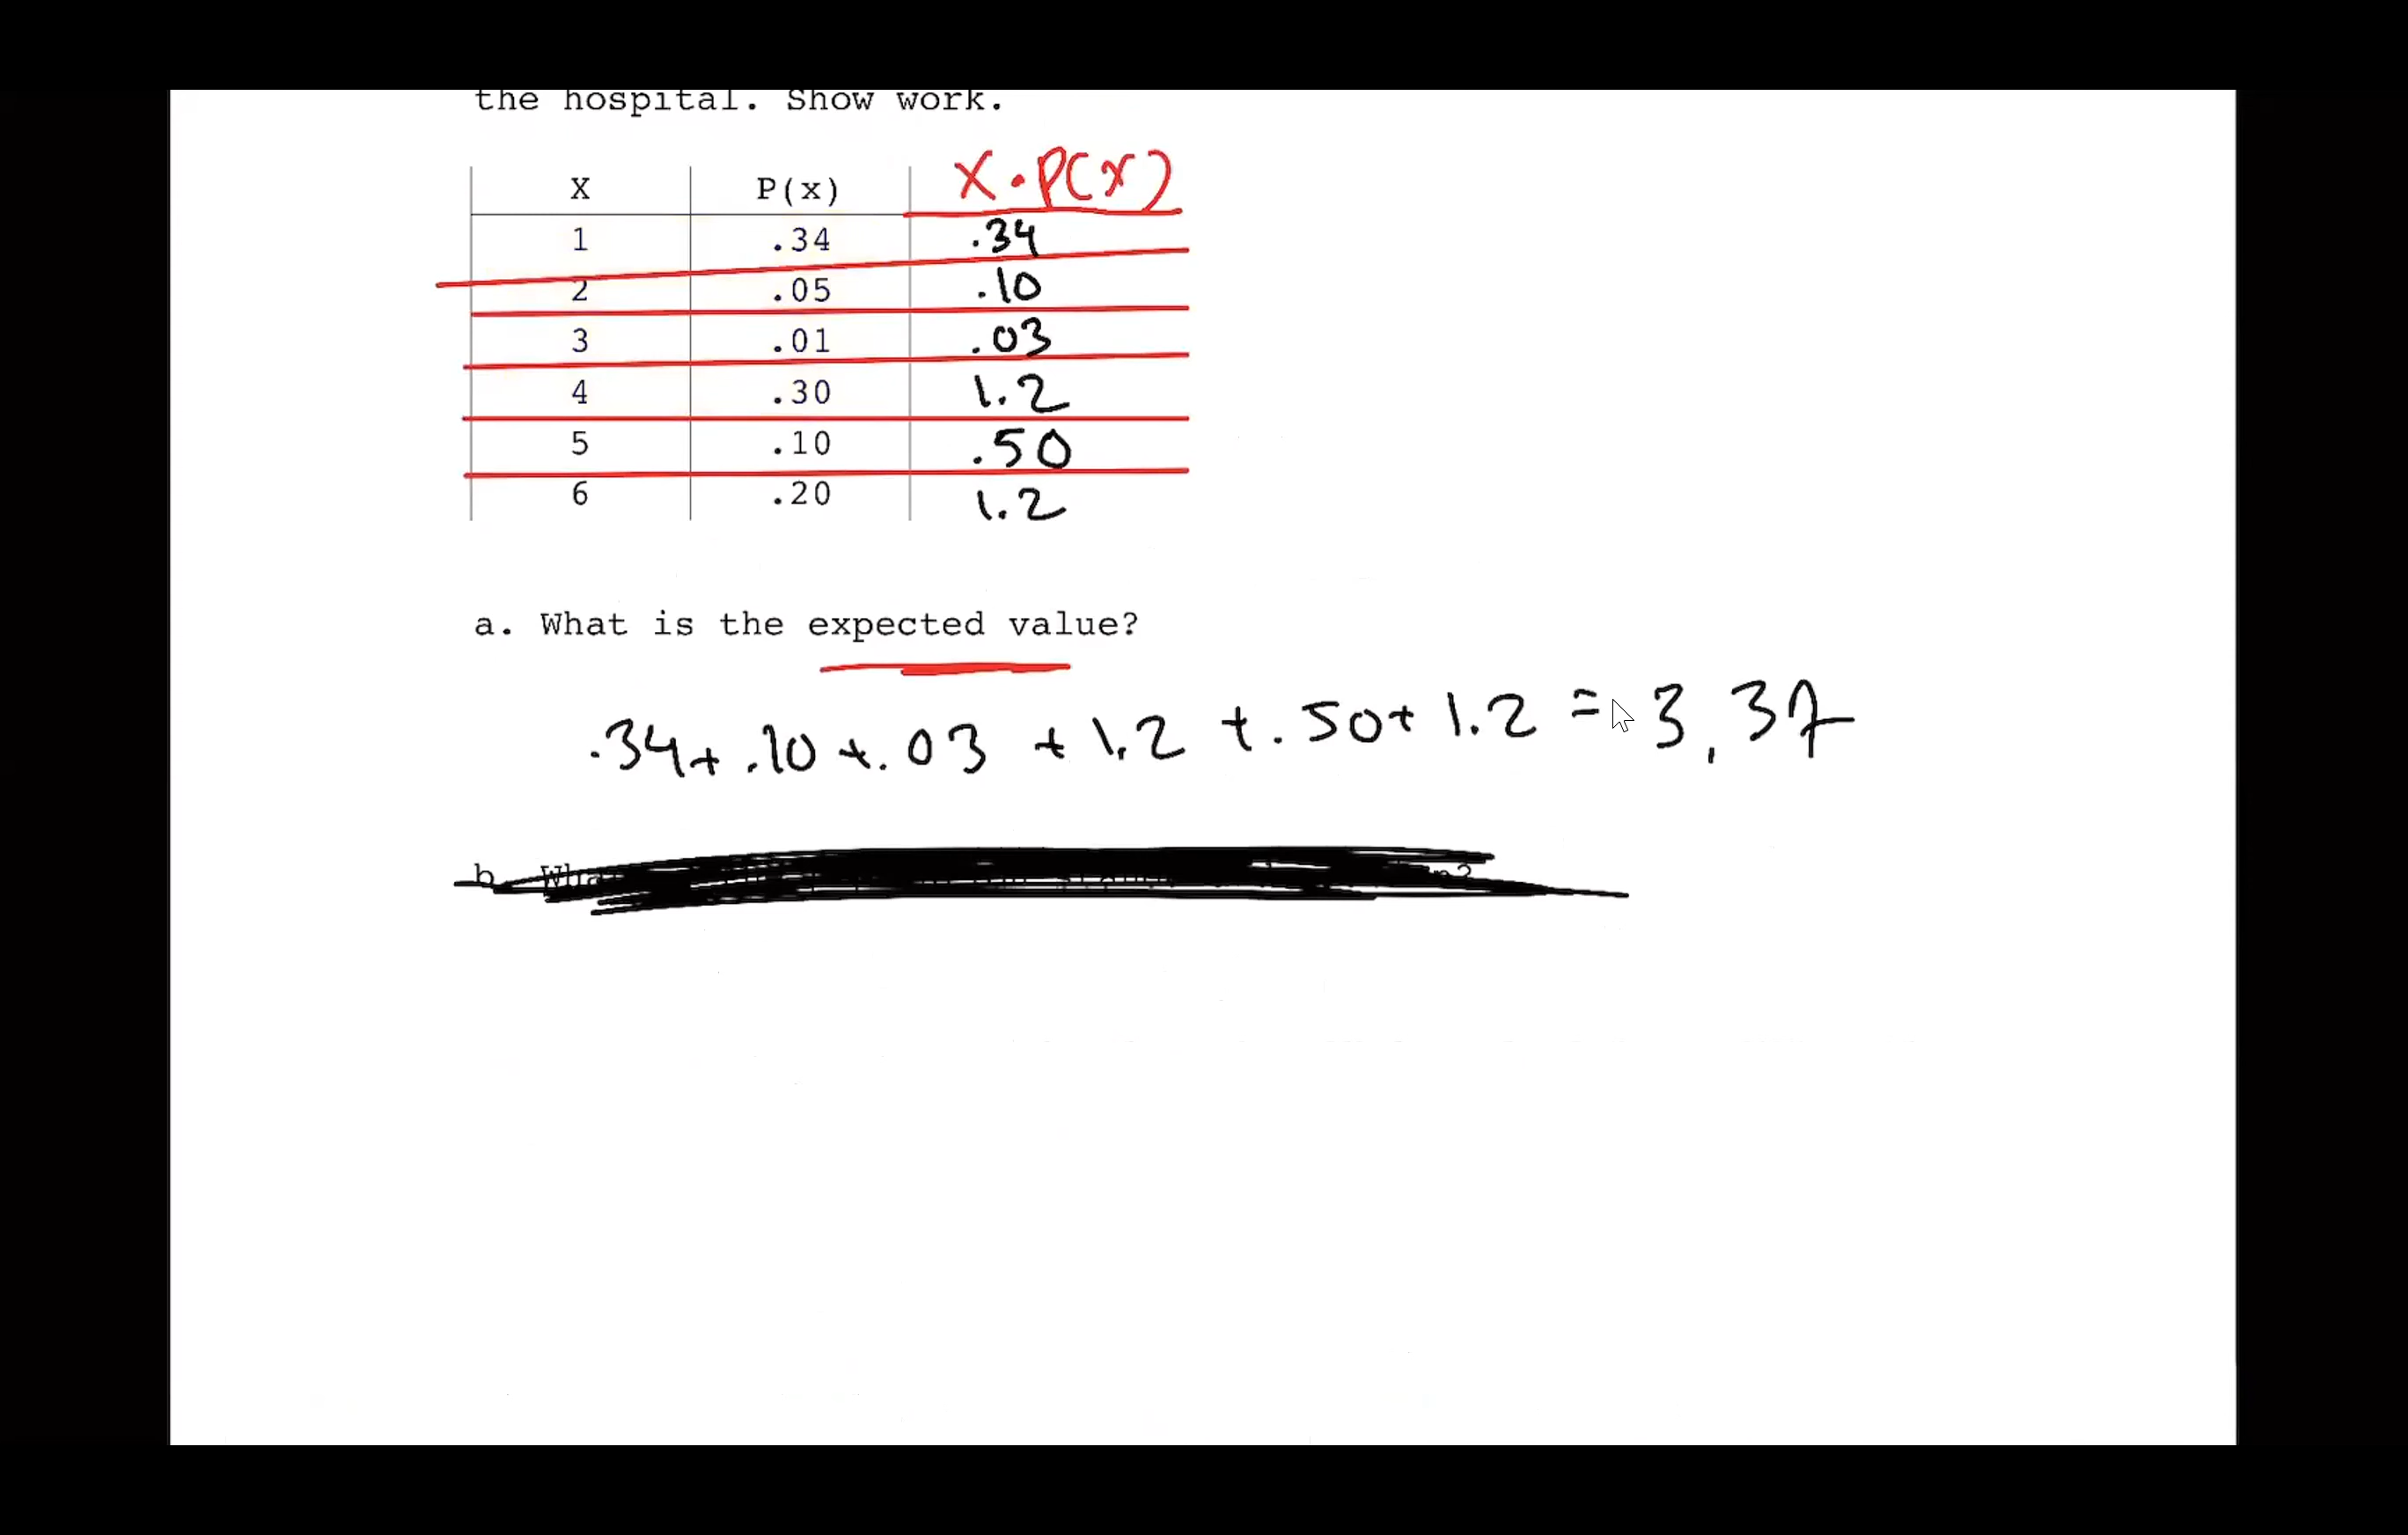 the hospital. Show work.
X P(x) X•P(x)
1 .34 .34
2 .05 .10
3 .01 .03
4 .30 1.2
5 .10 .50
6 .20 1.2
a. What is the expected value?
.34+ .10 +.03 + 1.2 +.50+ 1.2 = 3.37
b.